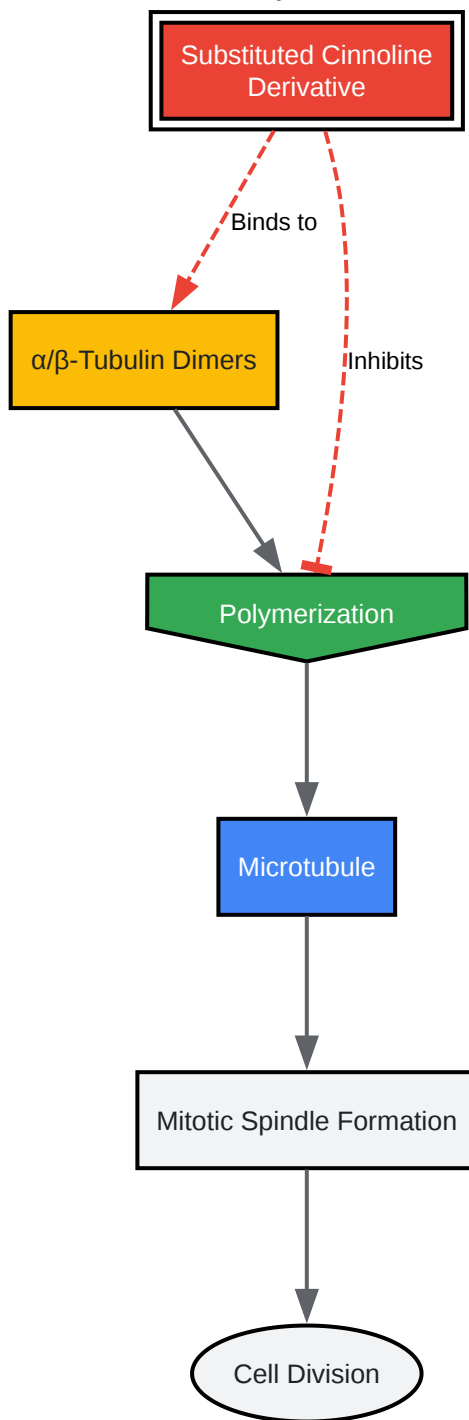 Substituted Cinnoline
Derivative
Binds to
α/β-Tubulin Dimers
Inhibits
Polymerization
Microtubule
Mitotic Spindle Formation
Cell Division